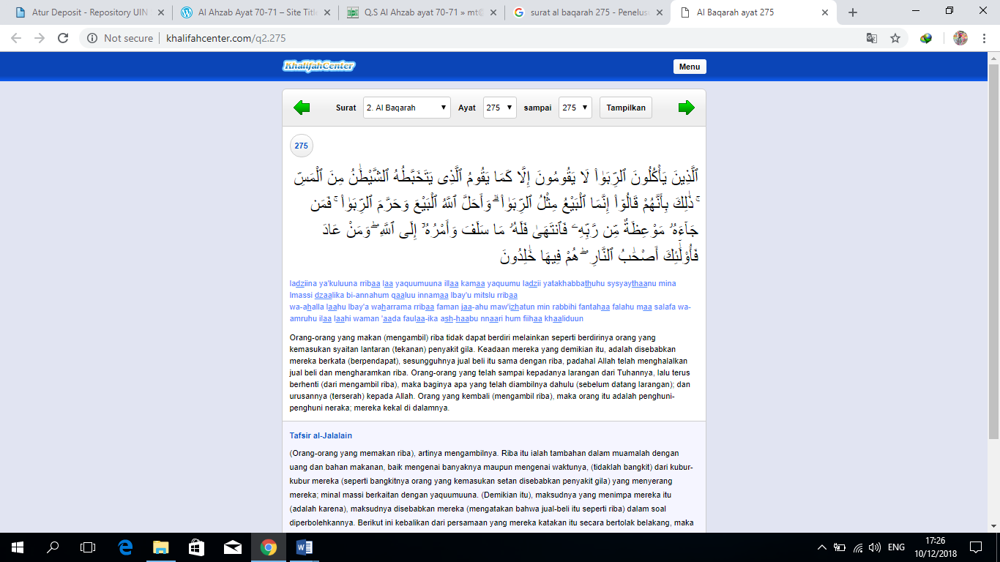 Atur Deposit - Repository UIN
Al Ahzab Ayat 70-71 – Site Title
Q,S Al Ahzab ayat 70-71 » mt@
surat al baqarah 275 - Penelusu
Al Baqarah ayat 275
Not secure
khalifahcenter.com/q2.275
KhalifahCenter
Menu
Surat 2. Al Baqarah Ayat 275 sampai 275 Tampilkan
275
ٱلَّذِينَ يَأْكُلُونَ ٱلرِّبَوٰا۟ لَا يَقُومُونَ إِلَّا كَمَا يَقُومُ ٱلَّذِى يَتَخَبَّطُهُ ٱلشَّيْطَٰنُ مِنَ ٱلْمَسِّ
ۚ ذَٰلِكَ بِأَنَّهُمْ قَالُوٓا۟ إِنَّمَا ٱلْبَيْعُ مِثْلُ ٱلرِّبَوٰا۟ ۗ وَأَحَلَّ ٱللَّهُ ٱلْبَيْعَ وَحَرَّمَ ٱلرِّبَوٰا۟ ۚ فَمَن
جَآءَهُۥ مَوْعِظَةٌ مِّن رَّبِّهِۦ فَٱنتَهَىٰ فَلَهُۥ مَا سَلَفَ وَأَمْرُهُۥٓ إِلَى ٱللَّهِ ۖ وَمَنْ عَادَ
فَأُو۟لَٰٓئِكَ أَصْحَٰبُ ٱلنَّارِ ۖ هُمْ فِيهَا خَٰلِدُونَ
ladziina ya'kuluuna rribaa laa yaquumuuna illaa kamaa yaquumu ladzii yatakhabbathuhu sysyaythaanu mina
lmassi dzaalika bi-annahum qaaluu innamaa lbay'u mitslu rribaa
wa-ahalla laahu lbay'a waharrama rribaa faman jaa-ahu maw'izhatun min rabbihi fantahaa falahu maa salafa wa-
amruhu ilaa laahi waman 'aada faulaa-ika ash-haabu nnaari hum fiihaa khaaliduun
Orang-orang yang makan (mengambil) riba tidak dapat berdiri melainkan seperti berdirinya orang yang
kemasukan syaitan lantaran (tekanan) penyakit gila. Keadaan mereka yang demikian itu, adalah disebabkan
mereka berkata (berpendapat), sesungguhnya jual beli itu sama dengan riba, padahal Allah telah menghalalkan
jual beli dan mengharamkan riba. Orang-orang yang telah sampai kepadanya larangan dari Tuhannya, lalu terus
berhenti (dari mengambil riba), maka baginya apa yang telah diambilnya dahulu (sebelum datang larangan); dan
urusannya (terserah) kepada Allah. Orang yang kembali (mengambil riba), maka orang itu adalah penghuni-
penghuni neraka; mereka kekal di dalamnya.
Tafsir al-Jalalain
(Orang-orang yang memakan riba), artinya mengambilnya. Riba itu ialah tambahan dalam muamalah dengan
uang dan bahan makanan, baik mengenai banyaknya maupun mengenai waktunya, (tidaklah bangkit) dari kubur-
kubur mereka (seperti bangkitnya orang yang kemasukan setan disebabkan penyakit gila) yang menyerang
mereka; minal massi berkaitan dengan yaquumuuna. (Demikian itu), maksudnya yang menimpa mereka itu
(adalah karena), maksudnya disebabkan mereka (mengatakan bahwa jual-beli itu seperti riba) dalam soal
diperbolehkannya. Berikut ini kebalikan dari persamaan yang mereka katakan itu secara bertolak belakang, maka
ENG
17:26
10/12/2018